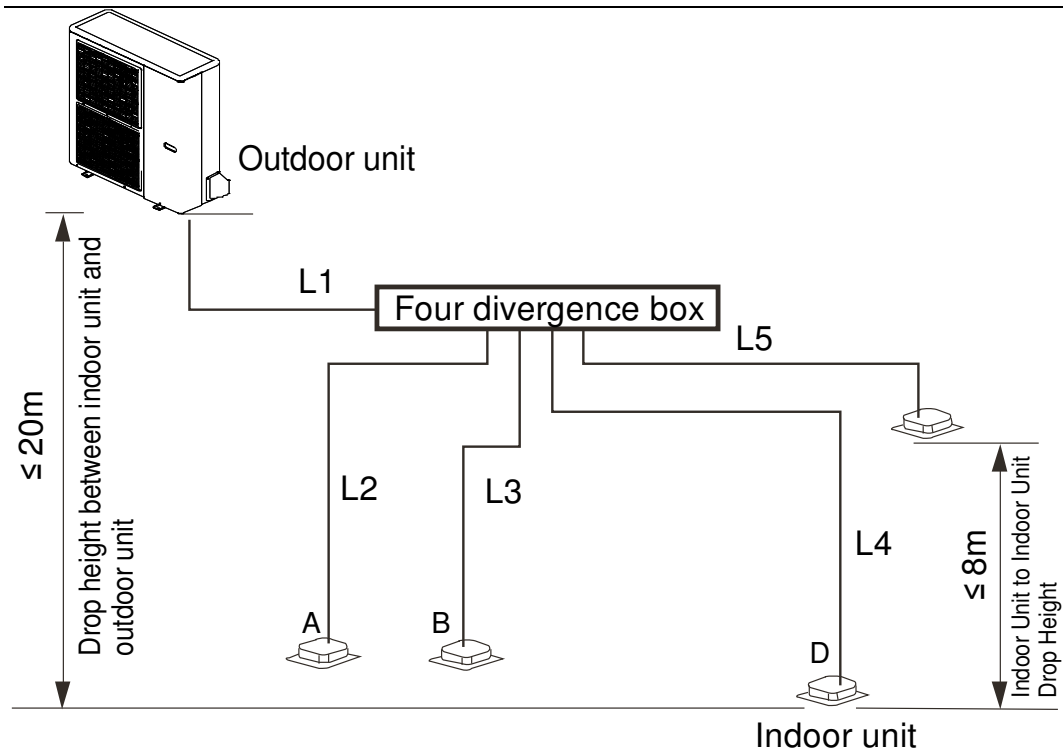 Outdoor unit
L1
Four divergence box
L5
≤ 20m
Drop height between indoor unit and
outdoor unit
L2
L3
L4
≤ 8m
Indoor Unit to Indoor Unit
Drop Height
A
B
D
Indoor unit